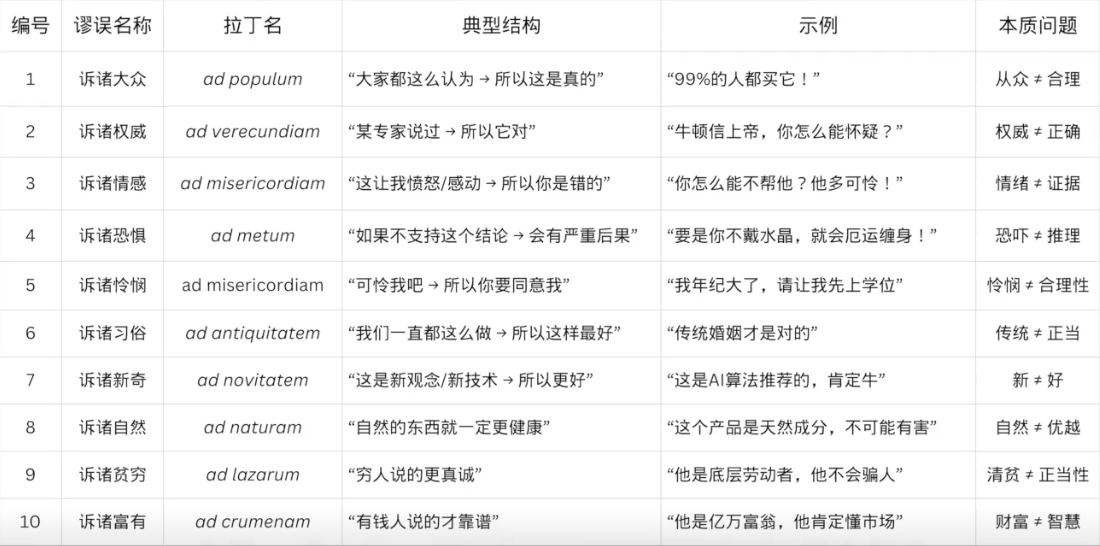 编号 谬误名称 拉丁名 典型结构 示例 本质问题
1 诉诸大众 ad populum “大家都这么认为 → 所以这是真的” “99%的人都买它！” 从众 ≠ 合理
2 诉诸权威 ad verecundiam “某专家说过 → 所以它对” “牛顿信上帝，你怎么能怀疑？” 权威 ≠ 正确
3 诉诸情感 ad misericordiam “这让我愤怒/感动 → 所以你是错的” “你怎么能不帮他？他多可怜！” 情绪 ≠ 证据
4 诉诸恐惧 ad metum “如果不支持这个结论 → 会有严重后果” “要是你不戴水晶，就会厄运缠身！” 恐吓 ≠ 推理
5 诉诸怜悯 ad misericordiam “可怜我吧 → 所以你要同意我” “我年纪大了，请让我先上学位” 怜悯 ≠ 合理性
6 诉诸习俗 ad antiquitatem “我们一直都这么做 → 所以这样最好” “传统婚姻才是对的” 传统 ≠ 正当
7 诉诸新奇 ad novitatem “这是新观念/新技术 → 所以更好” “这是AI算法推荐的，肯定牛” 新 ≠ 好
8 诉诸自然 ad naturam “自然的东西就一定更健康” “这个产品是天然成分，不可能有害” 自然 ≠ 优越
9 诉诸贫穷 ad lazarum “穷人说的更真诚” “他是底层劳动者，他不会骗人” 清贫 ≠ 正当性
10 诉诸富有 ad crumenam “有钱人说的才靠谱” “他是亿万富翁，他肯定懂市场” 财富 ≠ 智慧